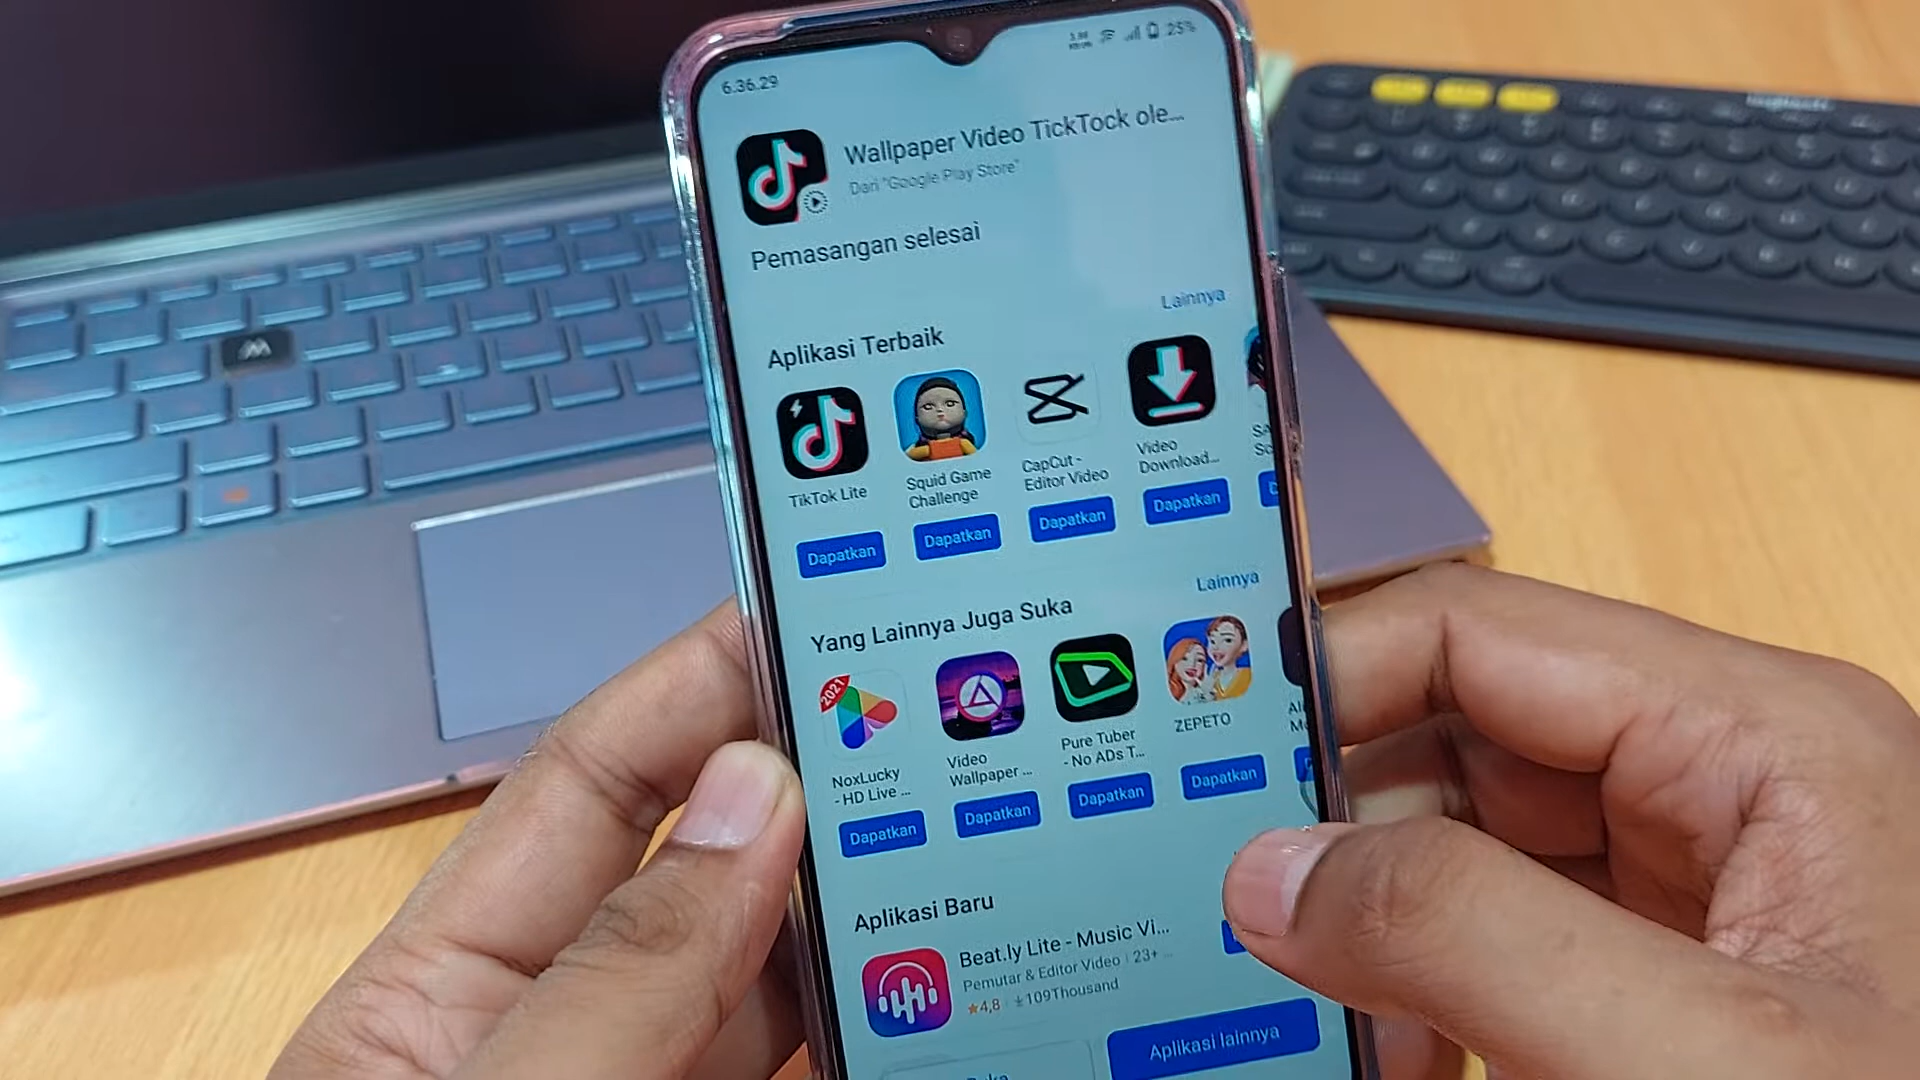 6.36.29
25%
Wallpaper Video TickTock ole...
Dari "Google Play Store"
Pemasangan selesai
Aplikasi Terbaik
Lainnya
TikTok Lite
Squid Game
Challenge
CapCut -
Editor Video
Video
Download...
Dapatkan
Dapatkan
Dapatkan
Dapatkan
Yang Lainnya Juga Suka
Lainnya
2021
NoxLucky
- HD Live ...
Video
Wallpaper ...
Pure Tuber
- No ADs T...
ZEPETO
Dapatkan
Dapatkan
Dapatkan
Dapatkan
Aplikasi Baru
Beat.ly Lite - Music Vi...
Pemutar & Editor Video | 23+ ...
4,8
109Thousand
Aplikasi lainnya